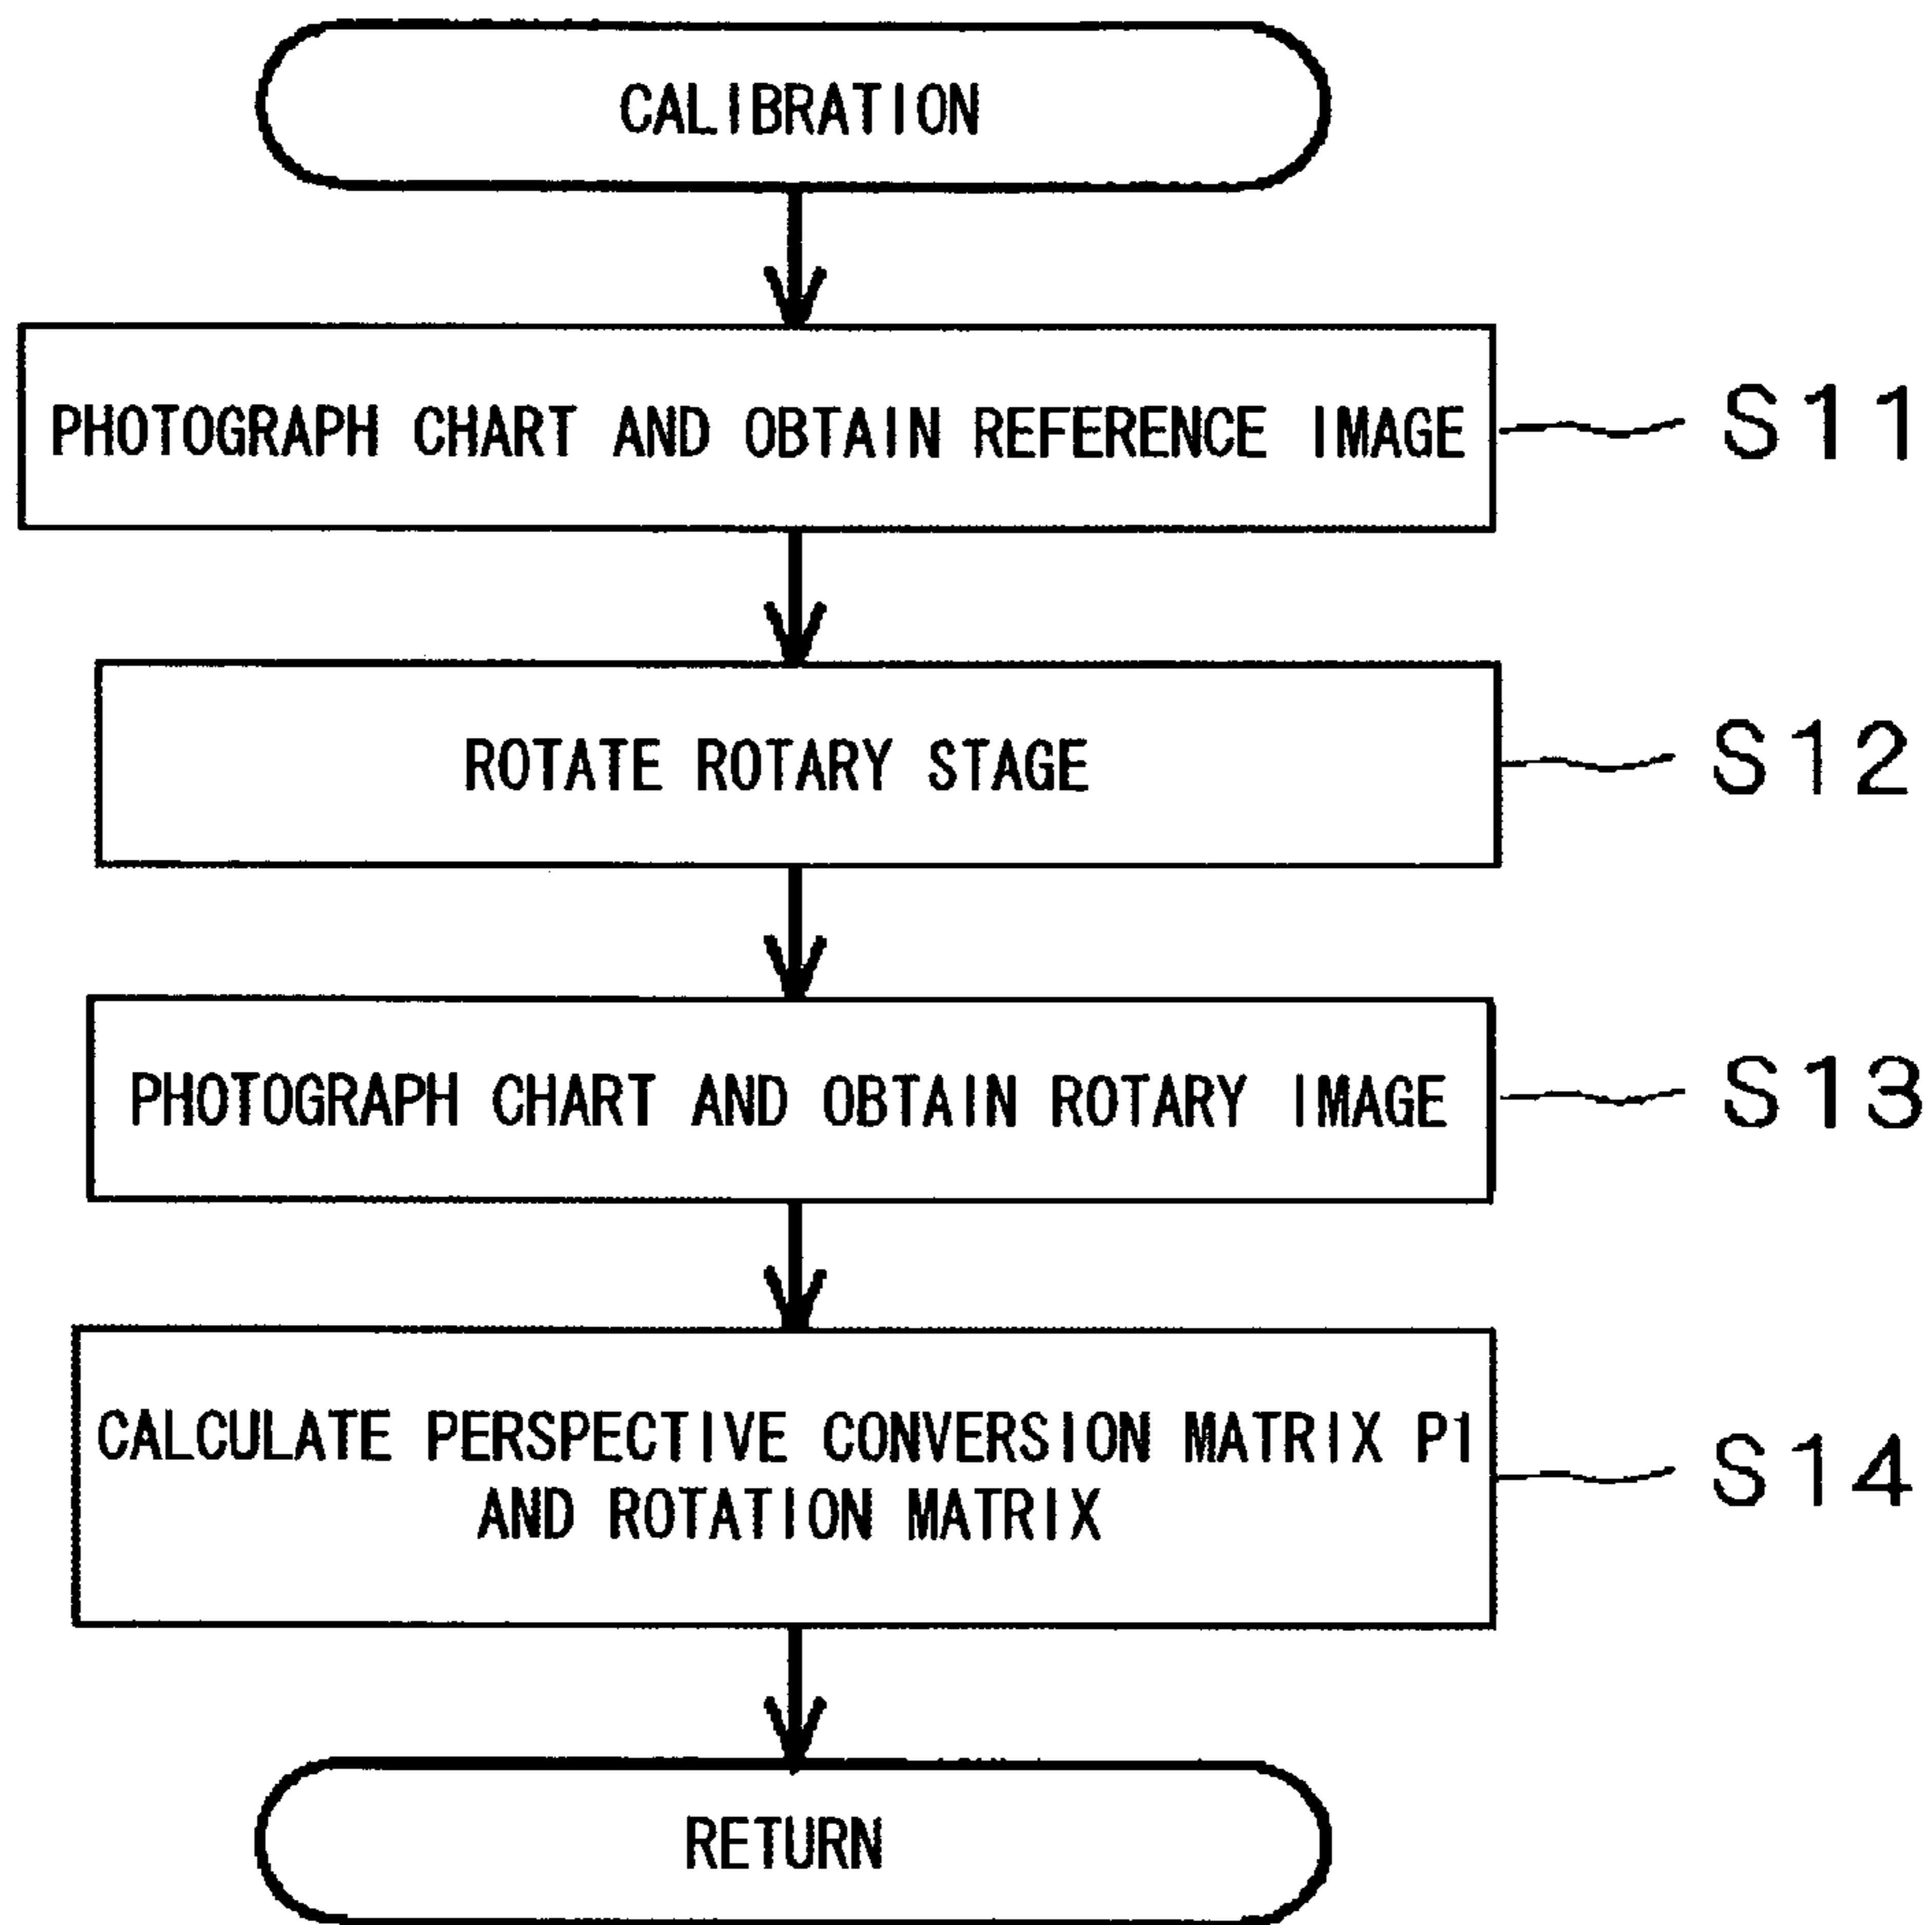 CALIBRATION
PHOTOGRAPH CHART AND OBTAIN REFERENCE IMAGE
S11
ROTATE ROTARY STAGE
S12
PHOTOGRAPH CHART AND OBTAIN ROTARY IMAGE
S13
CALCULATE PERSPECTIVE CONVERSION MATRIX P1
AND ROTATION MATRIX
S14
RETURN